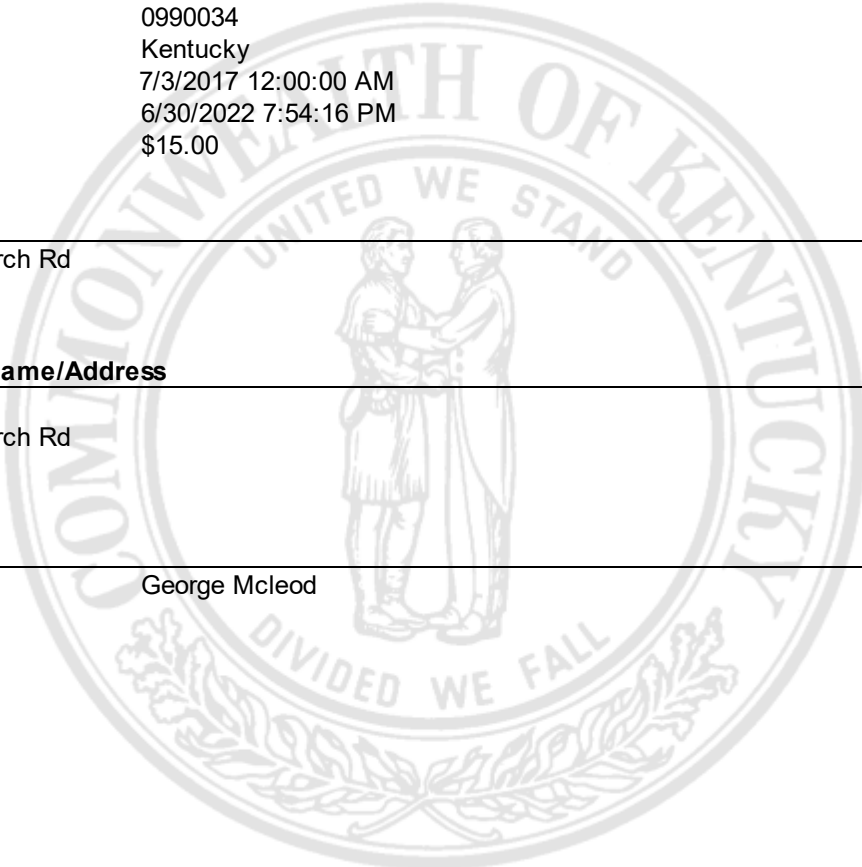 0990034
Kentucky
7/3/2017 12:00:00 AM
6/30/2022 7:54:16 PM
$15.00
COMMONWEALTH OF KENTUCKY
UNITED WE STAND
rch Rd
ame/Address
rch Rd
George Mcleod
DIVIDED WE FALL